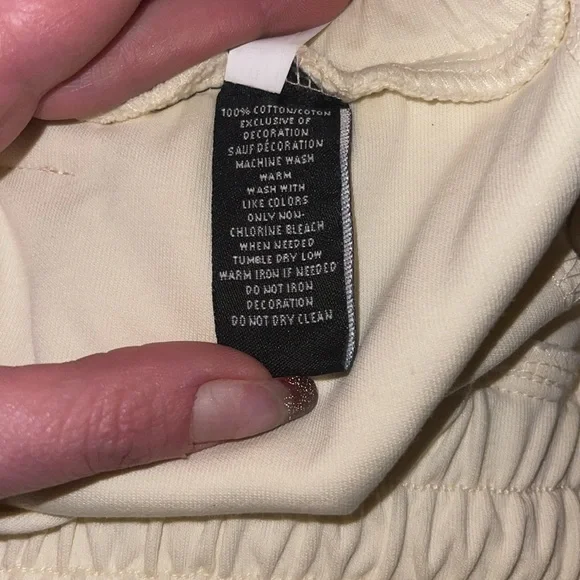 100% COTTON/COTON
EXCLUSIVE OF
DECORATION
SAUF DÉCORATION
MACHINE WASH
WARM
WASH WITH
LIKE COLORS
ONLY NON-
CHLORINE BLEACH
WHEN NEEDED
TUMBLE DRY LOW
WARM IRON IF NEEDED
DO NOT IRON
DECORATION
DO NOT DRY CLEAN